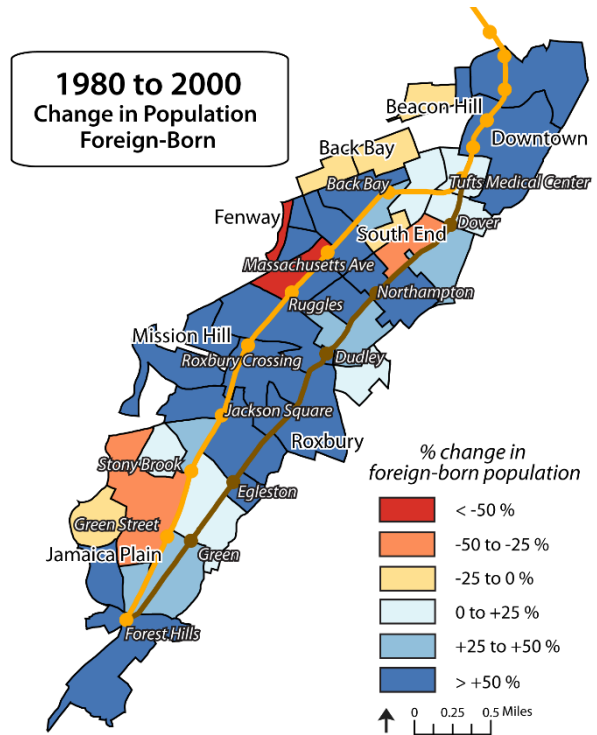 1980 to 2000
Change in Population
Foreign-Born
Beacon Hill
Downtown
Back Bay
Back Bay
Tufts Medical Center
Fenway
Dover
South End
Massachusetts Ave
Northampton
Ruggles
Mission Hill
Roxbury Crossing
Dudley
Jackson Square
Roxbury
Stony Brook
Egleston
Green Street
Jamaica Plain
Green
Forest Hills
% change in
foreign-born population
< -50 %
-50 to -25 %
-25 to 0 %
0 to +25 %
+25 to +50 %
> +50 %
0 0.25 0.5 Miles